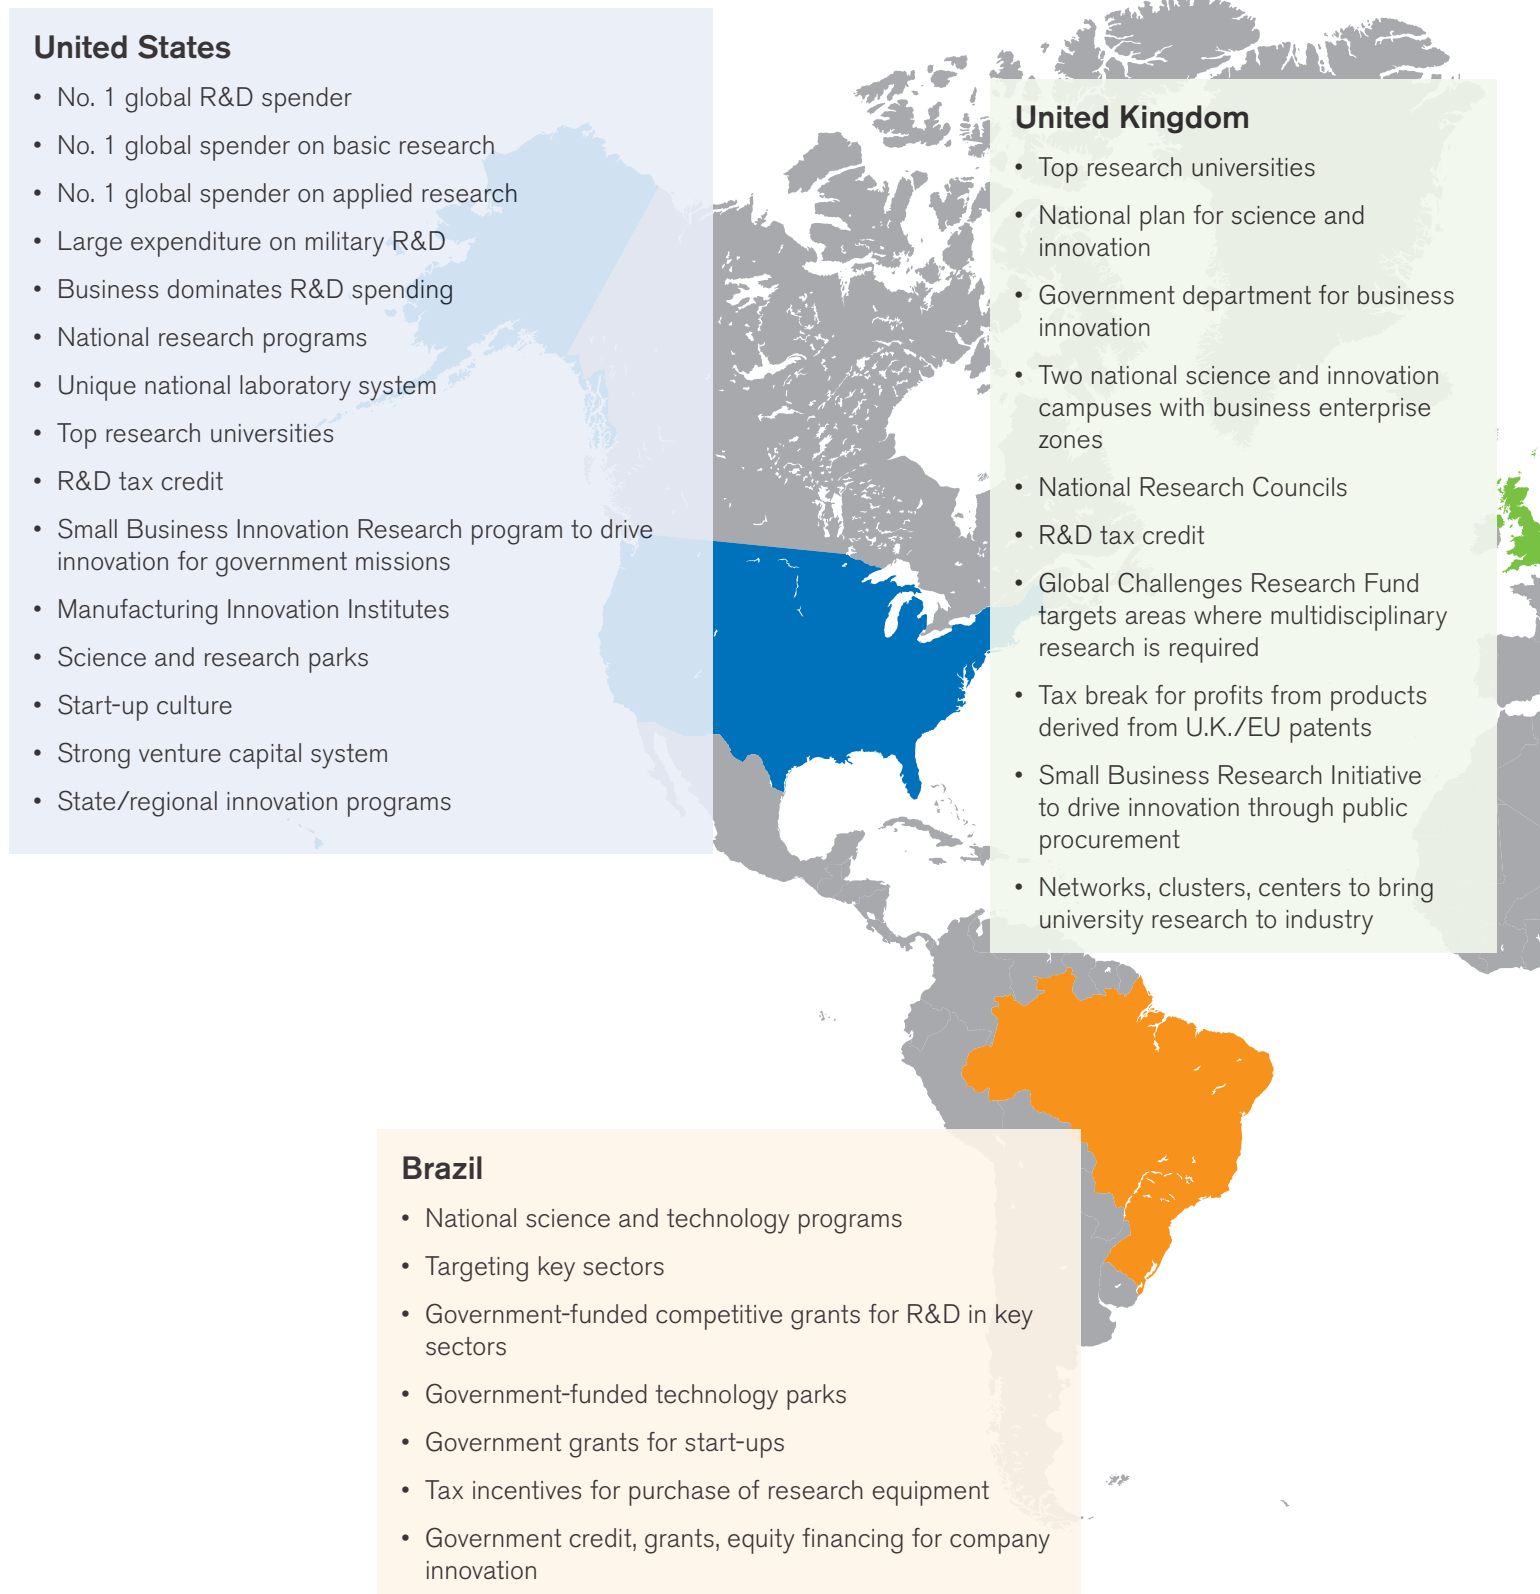 United States
• No. 1 global R&D spender
• No. 1 global spender on basic research
• No. 1 global spender on applied research
• Large expenditure on military R&D
• Business dominates R&D spending
• National research programs
• Unique national laboratory system
• Top research universities
• R&D tax credit
• Small Business Innovation Research program to drive
innovation for government missions
• Manufacturing Innovation Institutes
• Science and research parks
• Start-up culture
• Strong venture capital system
• State/regional innovation programs
United Kingdom
• Top research universities
• National plan for science and
innovation
• Government department for business
innovation
• Two national science and innovation
campuses with business enterprise
zones
• National Research Councils
• R&D tax credit
• Global Challenges Research Fund
targets areas where multidisciplinary
research is required
• Tax break for profits from products
derived from U.K./EU patents
• Small Business Research Initiative
to drive innovation through public
procurement
• Networks, clusters, centers to bring
university research to industry
Brazil
• National science and technology programs
• Targeting key sectors
• Government-funded competitive grants for R&D in key
sectors
• Government-funded technology parks
• Government grants for start-ups
• Tax incentives for purchase of research equipment
• Government credit, grants, equity financing for company
innovation